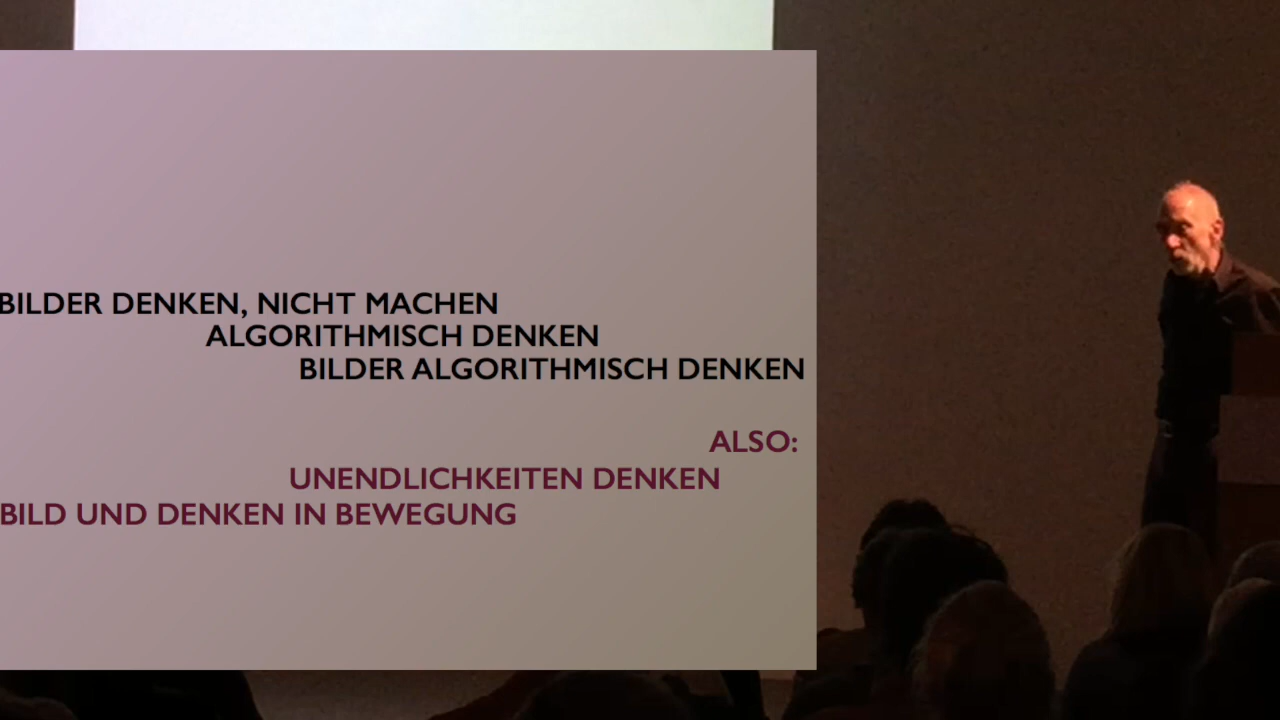 BILDER DENKEN, NICHT MACHEN
ALGORITHMISCH DENKEN
BILDER ALGORITHMISCH DENKEN
ALSO:
UNENDLICHKEITEN DENKEN
BILD UND DENKEN IN BEWEGUNG